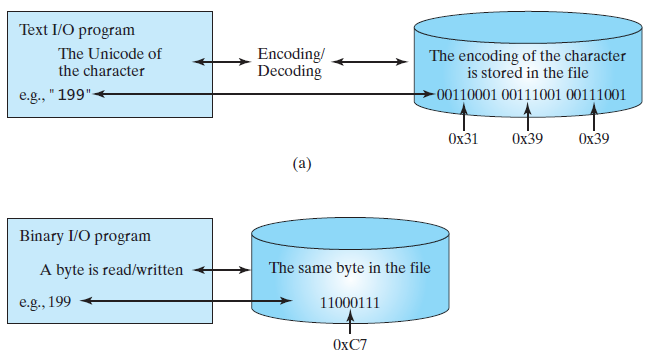 Text I/O program
The Unicode of
the character
e.g., "199"
Encoding/
Decoding
The encoding of the character
is stored in the file
00110001 00111001 00111001
0x31 0x39 0x39
(a)
Binary I/O program
A byte is read/written
e.g., 199
The same byte in the file
11000111
0xC7